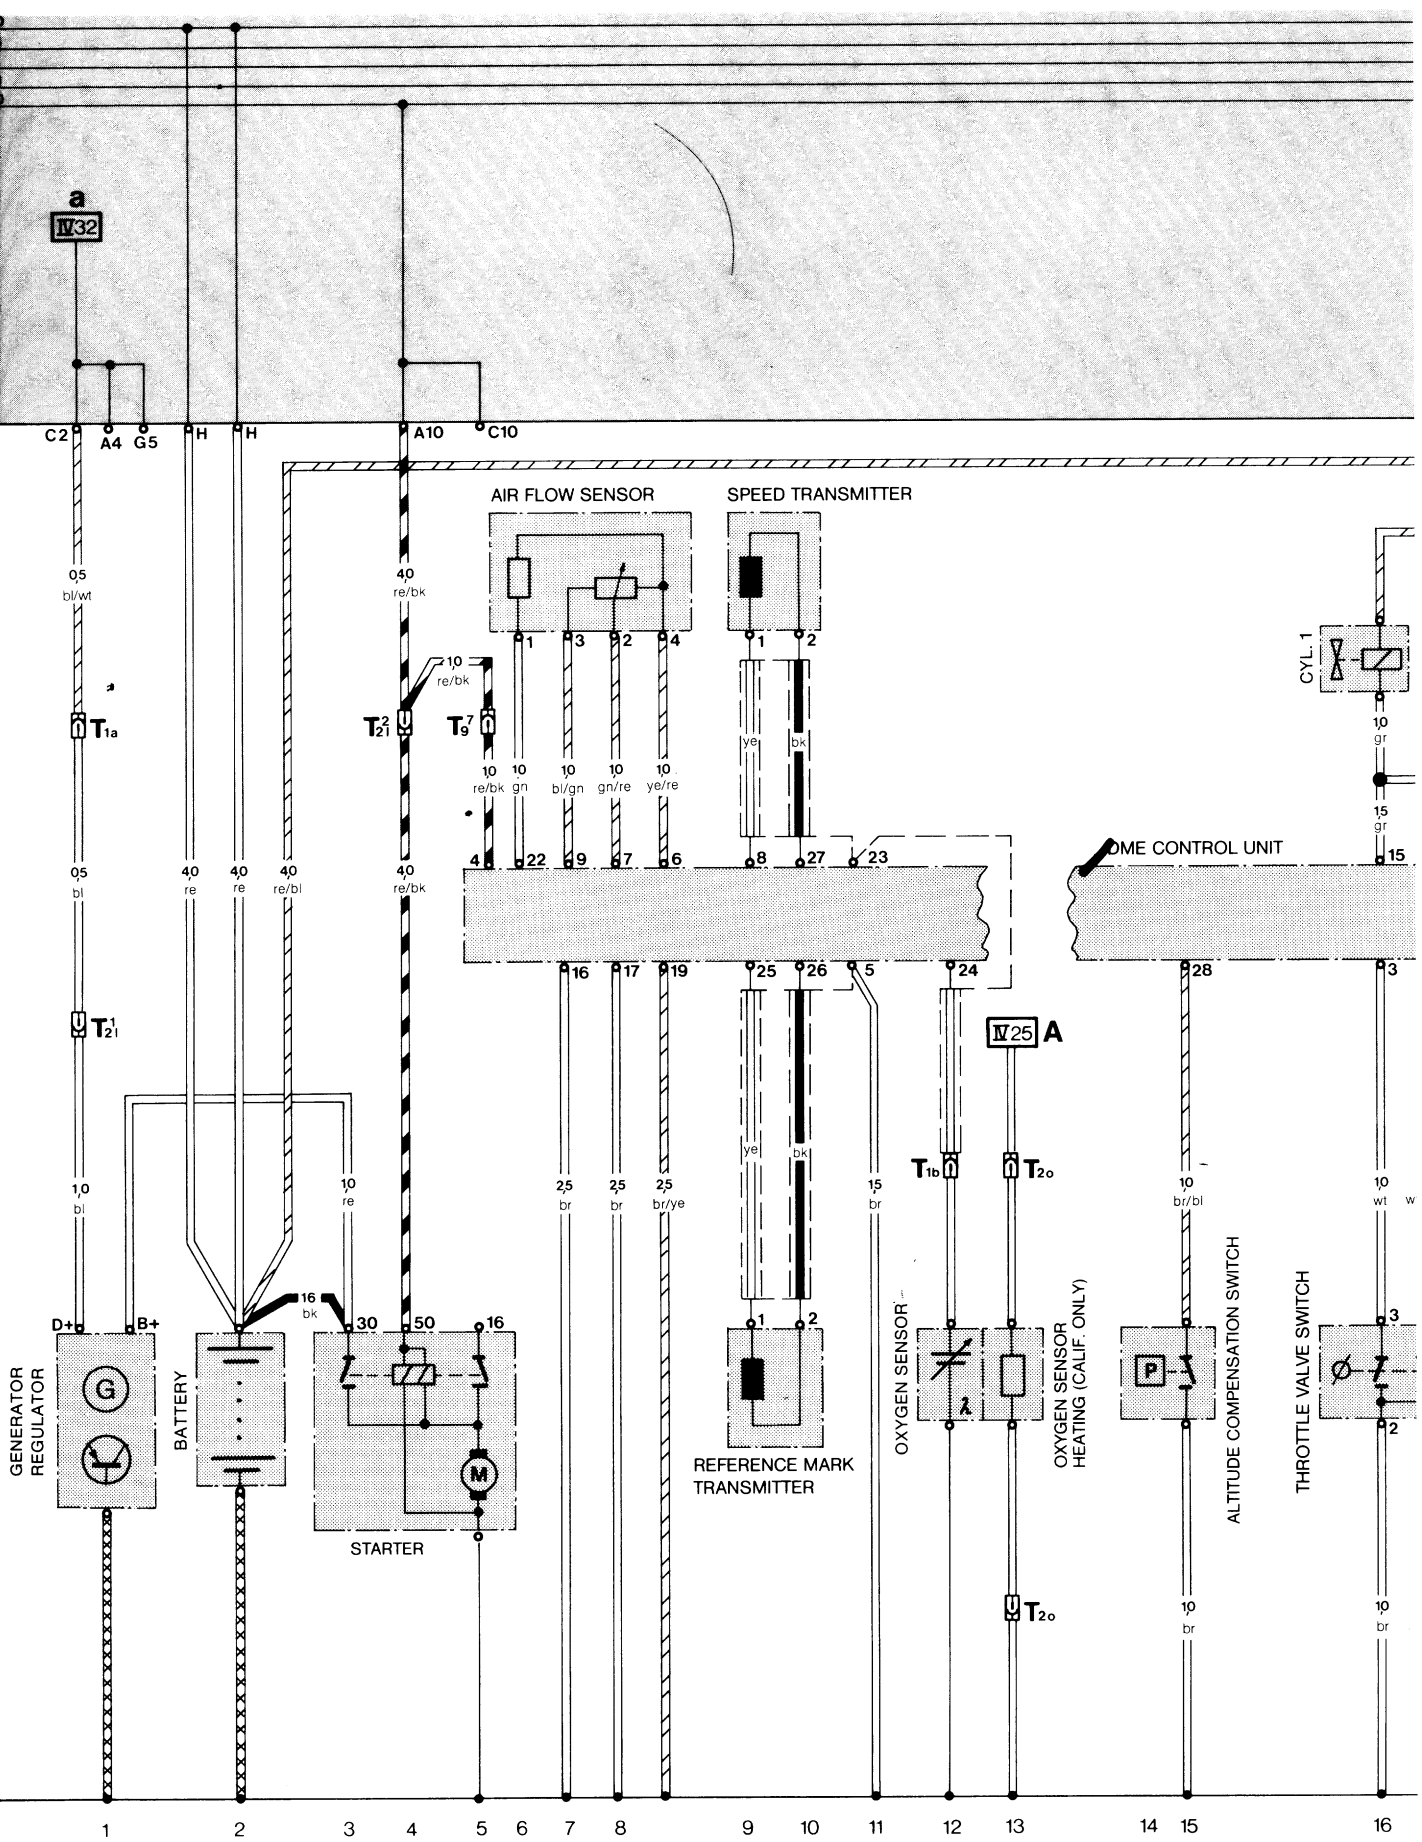 a
IV32
C2
A4
G5
H
H
A10
C10
AIR FLOW SENSOR
SPEED TRANSMITTER
0,5
bl/wt
4,0
re/bk
1,0
re/bk
1
3
2
4
1
2
CYL. 1
T1a
T2l 2
T9 7
1,0
gr
ye
bk
1,0
re/bk
1,0
gn
1,0
bl/gn
1,0
gn/re
1,0
ye/re
1,5
gr
4
22
9
7
6
8
27
23
DME CONTROL UNIT
15
0,5
bl
4,0
re
4,0
re
4,0
re/bl
4,0
re/bk
16
17
19
25
26
5
24
28
3
T2l 1
IV25 A
ye
bk
T1b
T2o
1,0
bl
1,0
re
2,5
br
2,5
br
2,5
br/ye
1,5
br
1,0
br/bl
1,0
wt
w
16
bk
D+
B+
30
50
16
1
2
3
GENERATOR
REGULATOR
G
BATTERY
M
STARTER
REFERENCE MARK
TRANSMITTER
OXYGEN SENSOR
λ
OXYGEN SENSOR
HEATING (CALIF. ONLY)
P
ALTITUDE COMPENSATION SWITCH
THROTTLE VALVE SWITCH
2
T2o
1,0
br
1,0
br
1 2 3 4 5 6 7 8 9 10 11 12 13 14 15 16